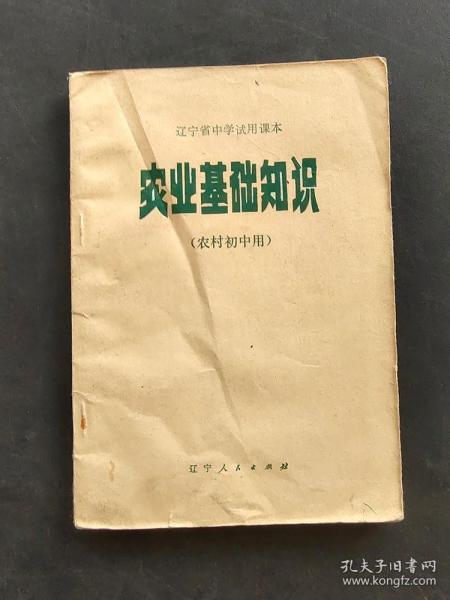 辽宁省中学试用课本
农业基础知识
（农村初中用）
辽宁人民出版社
孔夫子旧书网
www.kongfz.com